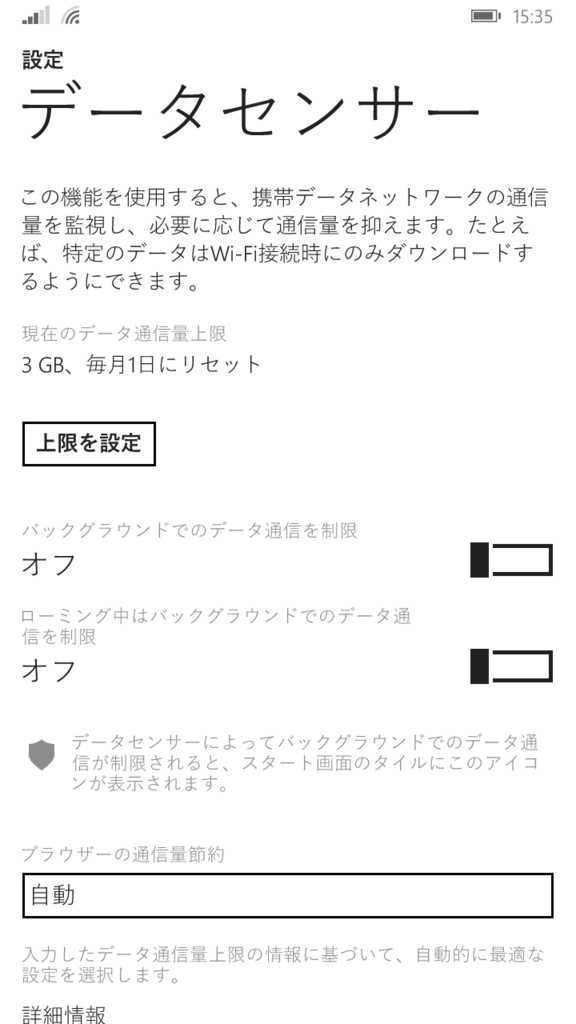 15:35
設定
データセンサー
この機能を使用すると、携帯データネットワークの通信
量を監視し、必要に応じて通信量を抑えます。たとえ
ば、特定のデータはWi-Fi接続時にのみダウンロードす
るようにできます。
現在のデータ通信量上限
3 GB、毎月1日にリセット
上限を設定
バックグラウンドでのデータ通信を制限
オフ
ローミング中はバックグラウンドでのデータ通
信を制限
オフ
データセンサーによってバックグラウンドでのデータ通
信が制限されると、スタート画面のタイルにこのアイコ
ンが表示されます。
ブラウザーの通信量節約
自動
入力したデータ通信量上限の情報に基づいて、自動的に最適な
設定を選択します。
詳細情報